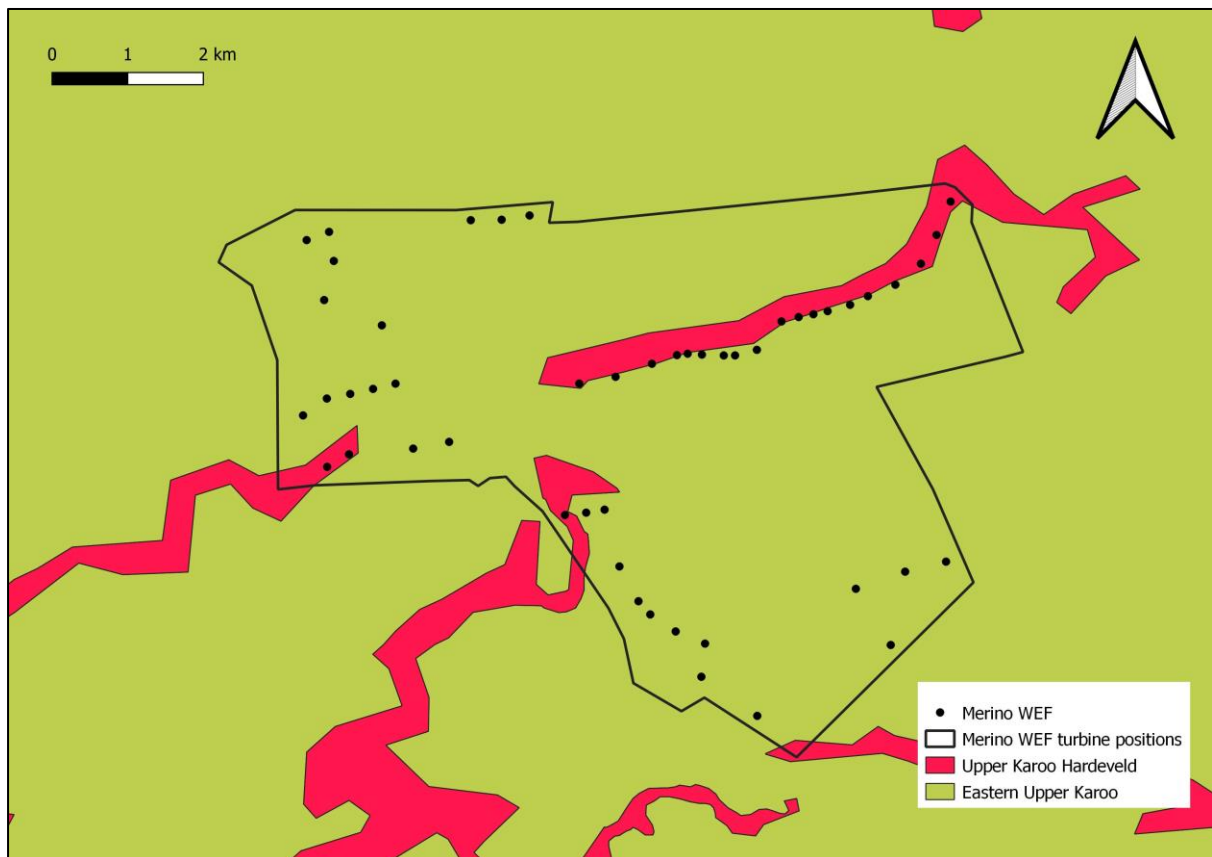 0 1 2 km
Merino WEF
Merino WEF turbine positions
Upper Karoo Hardeveld
Eastern Upper Karoo